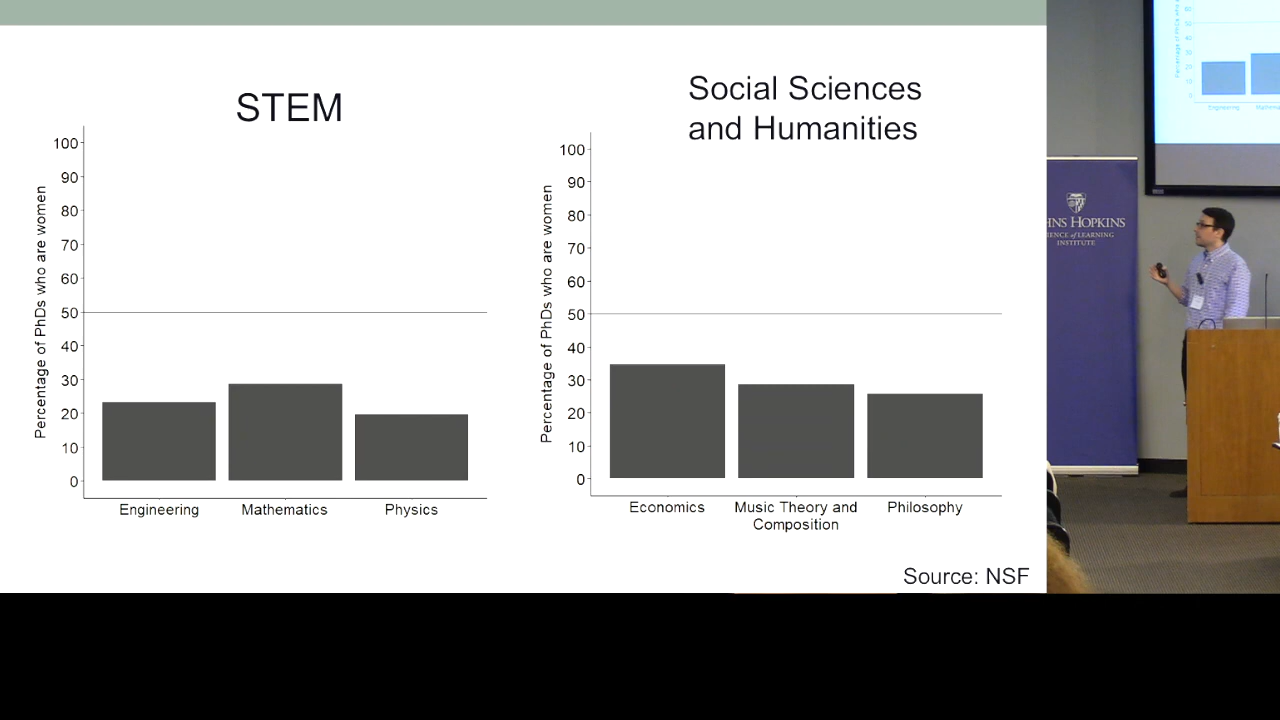 STEM
100
90
80
70
60
50
40
30
20
10
0
Percentage of PhDs who are women
Engineering
Mathematics
Physics
Social Sciences
and Humanities
100
90
80
70
60
50
40
30
20
10
0
Percentage of PhDs who are women
Economics
Music Theory and
Composition
Philosophy
Source: NSF
HNS HOPKINS
IENCE of LEARNING
INSTITUTE